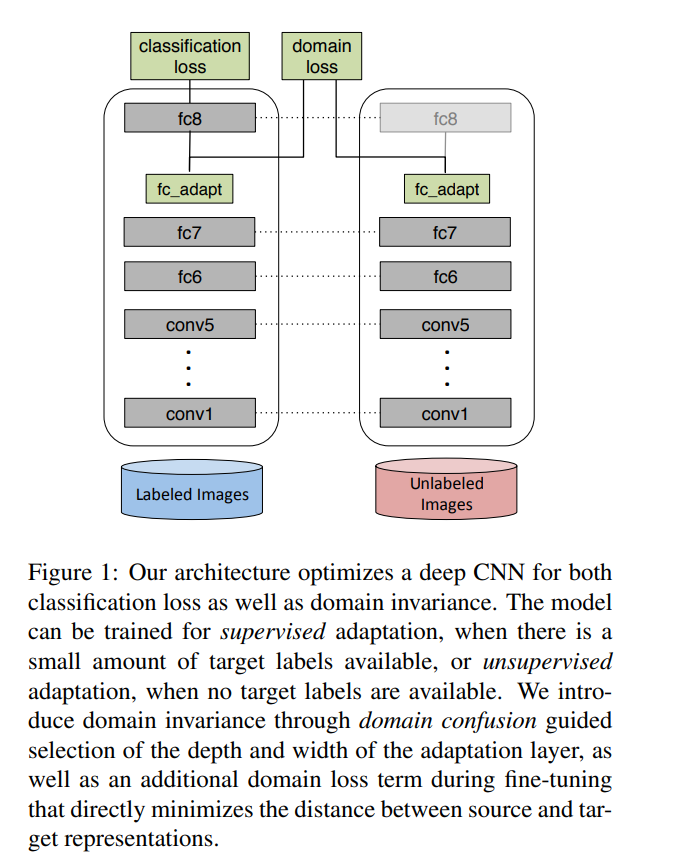 classification
loss
domain
loss
fc8
fc8
fc_adapt
fc_adapt
fc7
fc7
fc6
fc6
conv5
conv5
conv1
conv1
Labeled Images
Unlabeled
Images
Figure 1: Our architecture optimizes a deep CNN for both
classification loss as well as domain invariance. The model
can be trained for supervised adaptation, when there is a
small amount of target labels available, or unsupervised
adaptation, when no target labels are available. We intro-
duce domain invariance through domain confusion guided
selection of the depth and width of the adaptation layer, as
well as an additional domain loss term during fine-tuning
that directly minimizes the distance between source and tar-
get representations.